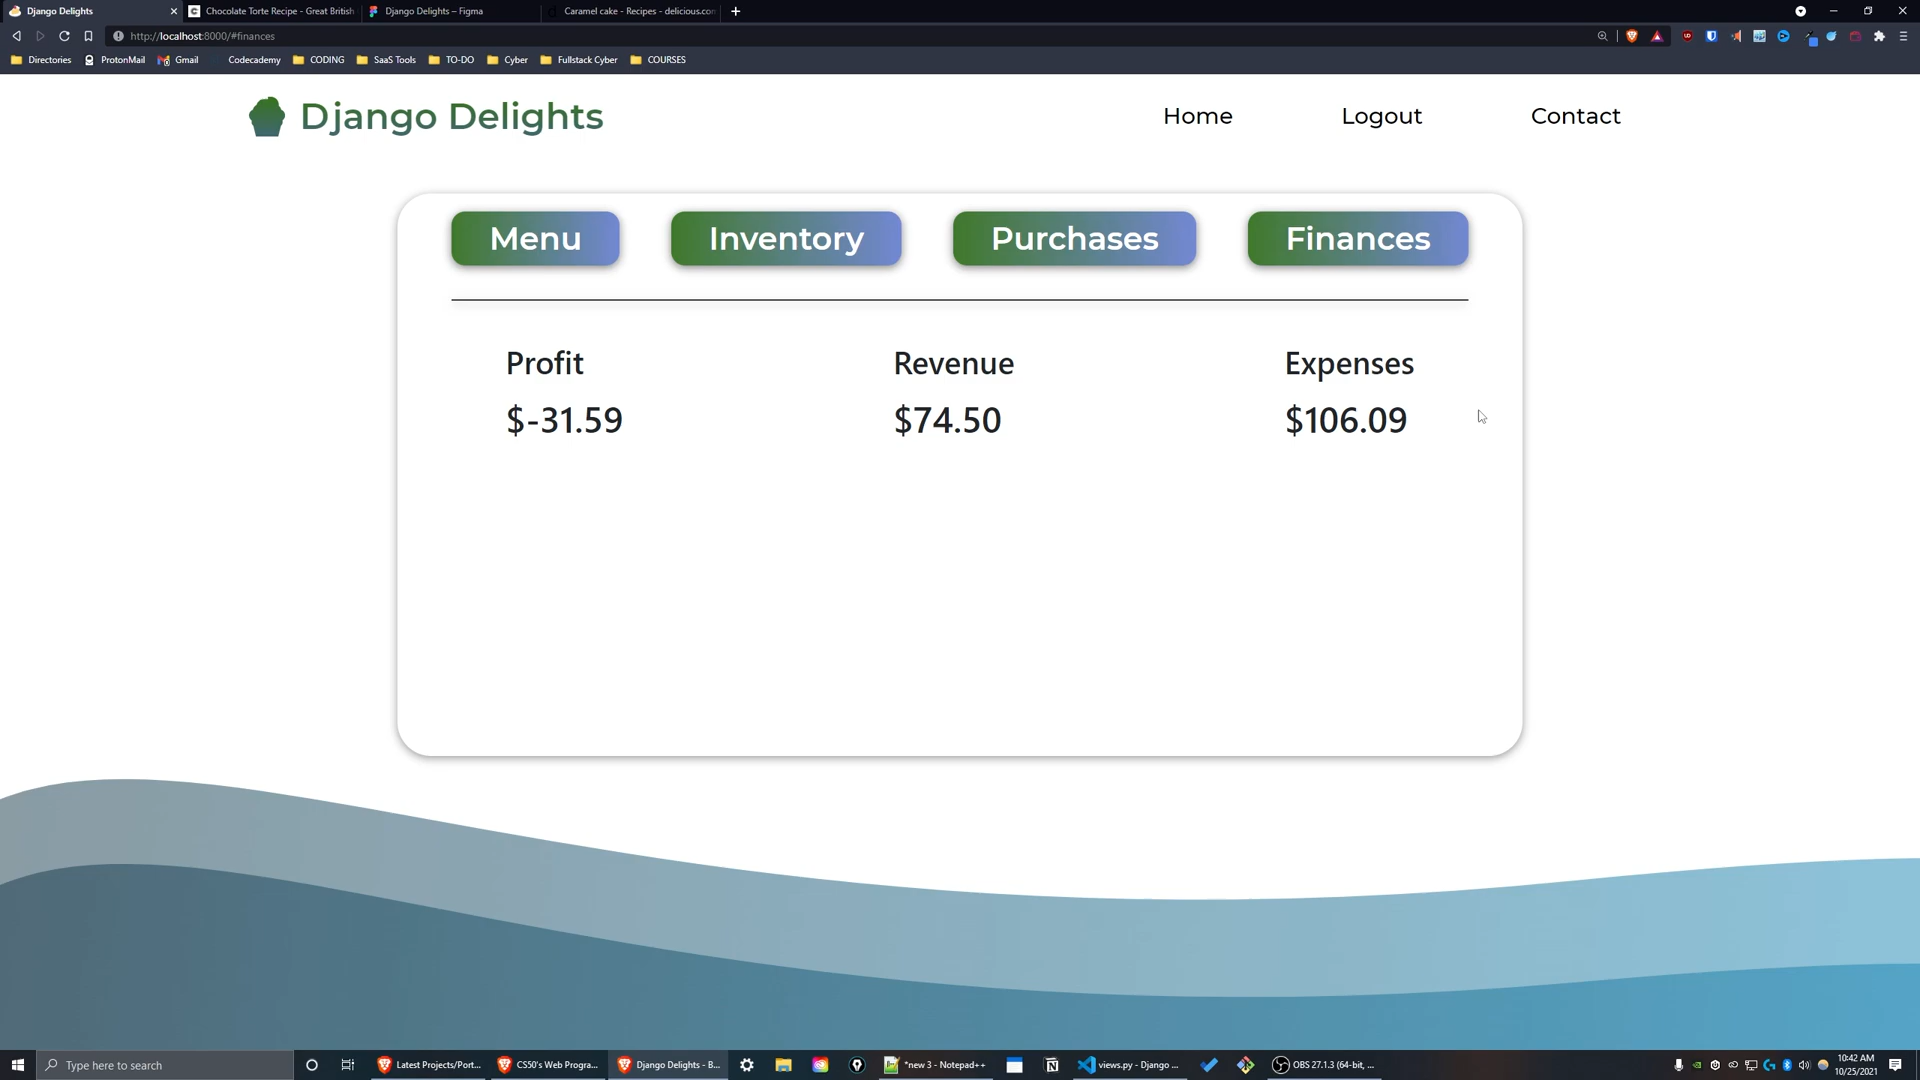 Django Delights
Chocolate Torte Recipe - Great British
Django Delights – Figma
Caramel cake - Recipes - delicious.com
http://localhost:8000/#finances
Directories
ProtonMail
Gmail
Codecademy
CODING
SaaS Tools
TO-DO
Cyber
Fullstack Cyber
COURSES
Django Delights
Home
Logout
Contact
Menu
Inventory
Purchases
Finances
Profit
Revenue
Expenses
$-31.59
$74.50
$106.09
Type here to search
Latest Projects/Port...
CS50's Web Progra...
Django Delights - B...
*new 3 - Notepad++
views.py - Django ...
OBS 27.1.3 (64-bit, ...
10:42 AM
10/25/2021